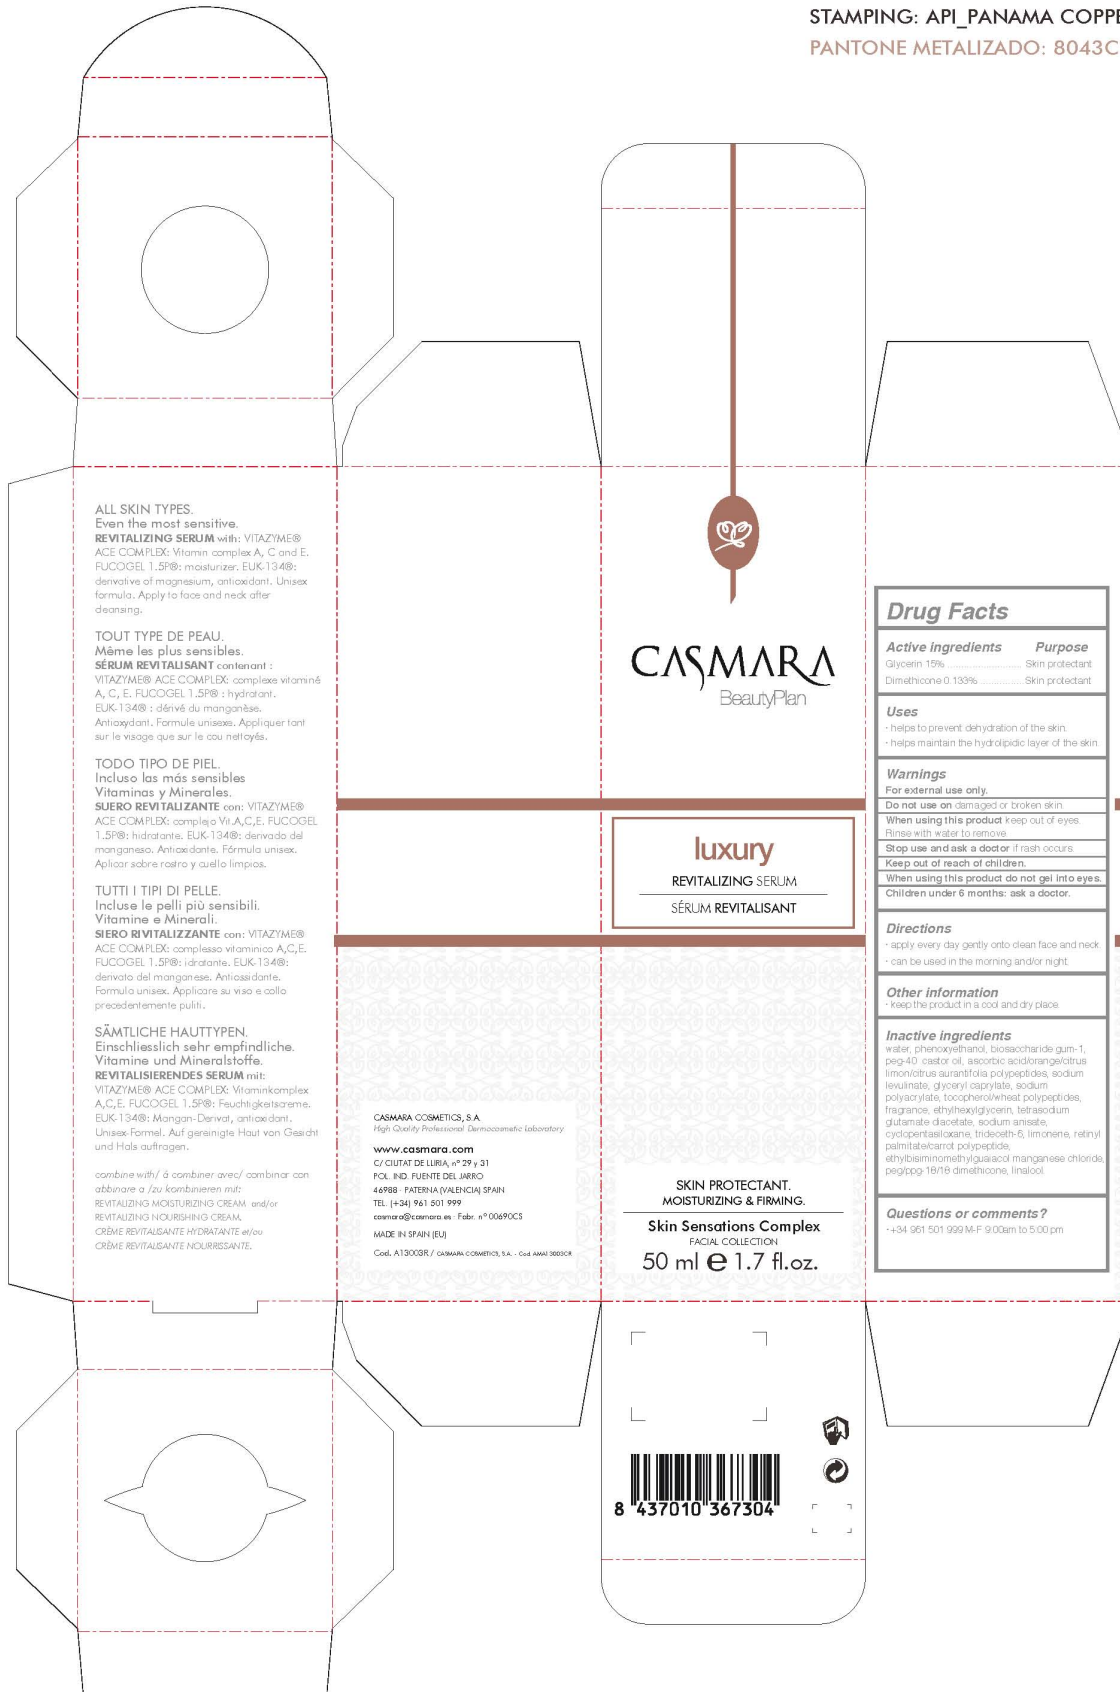 STAMPING: API_PANAMA COPPE
PANTONE METALIZADO: 8043C
ALL SKIN TYPES.
Even the most sensitive.
REVITALIZING SERUM with: VITAZYME®
ACE COMPLEX: Vitamin complex A, C and E.
FUCOGEL 1.5P®: moisturizer. EUK-134®:
derivative of magnesium, antioxidant. Unisex
formula. Apply to face and neck after
cleansing.
TOUT TYPE DE PEAU.
Même les plus sensibles.
SÉRUM REVITALISANT contenant :
VITAZYME® ACE COMPLEX: complexe vitaminé
A, C, E. FUCOGEL 1.5P® : hydratant.
EUK-134® : dérivé du manganèse.
Antioxydant. Formule unisexe. Appliquer tant
sur le visage que sur le cou nettoyés.
TODO TIPO DE PIEL.
Incluso las más sensibles
Vitaminas y Minerales.
SUERO REVITALIZANTE con: VITAZYME®
ACE COMPLEX: complejo Vit.A,C,E. FUCOGEL
1.5P®: hidratante. EUK-134®: derivado del
manganeso. Antioxidante. Fórmula unisex.
Aplicar sobre rostro y cuello limpios.
TUTTI I TIPI DI PELLE.
Incluse le pelli più sensibili.
Vitamine e Minerali.
SIERO RIVITALIZZANTE con: VITAZYME®
ACE COMPLEX: complesso vitaminico A,C,E.
FUCOGEL 1.5P®: idratante. EUK-134®:
derivato del manganese. Antiossidante.
Formula unisex. Applicare su viso e collo
precedentemente puliti.
SÄMTLICHE HAUTTYPEN.
Einschliesslich sehr empfindliche.
Vitamine und Mineralstoffe.
REVITALISIERENDES SERUM mit:
VITAZYME® ACE COMPLEX: Vitaminkomplex
A,C,E. FUCOGEL 1.5P®: Feuchtigkeitscreme.
EUK-134®: Mangan-Derivat, antioxidant.
Unisex-Formel. Auf gereinigte Haut von Gesicht
und Hals auftragen.
combine with/ à combiner avec/ combinar con
abbinare a /zu kombinieren mit:
REVITALIZING MOISTURIZING CREAM and/or
REVITALIZING NOURISHING CREAM.
CRÈME REVITALISANTE HYDRATANTE et/ou
CRÈME REVITALISANTE NOURRISSANTE.
CASMARA COSMETICS, S.A.
High Quality Professional Dermocosmetic Laboratory
www.casmara.com
C/ CIUTAT DE LLIRIA, nº 29 y 31
POL. IND. FUENTE DEL JARRO
46988 - PATERNA (VALENCIA) SPAIN
TEL. (+34) 961 501 999
casmara@casmara.es - Fabr. nº 00690CS
MADE IN SPAIN (EU)
Cod. A13003R / CASMARA COSMETICS, S.A. - Cod. AMA13003CR
CASMARA
BeautyPlan
luxury
REVITALIZING SERUM
SÉRUM REVITALISANT
SKIN PROTECTANT.
MOISTURIZING & FIRMING.
Skin Sensations Complex
FACIAL COLLECTION
50 ml e 1.7 fl.oz.
8 437010 367304
Drug Facts
Active ingredients Purpose
Glycerin 15% ........................ Skin protectant
Dimethicone 0.133% .............. Skin protectant
Uses
· helps to prevent dehydration of the skin.
· helps maintain the hydrolipidic layer of the skin.
Warnings
For external use only.
Do not use on damaged or broken skin.
When using this product keep out of eyes.
Rinse with water to remove.
Stop use and ask a doctor if rash occurs.
Keep out of reach of children.
When using this product do not gei into eyes.
Children under 6 months: ask a doctor.
Directions
· apply every day gently onto clean face and neck.
· can be used in the morning and/or night.
Other information
· keep the product in a cool and dry place.
Inactive ingredients
water, phenoxyethanol, biosaccharide gum-1,
peg-40 castor oil, ascorbic acid/orange/citrus
limon/citrus aurantifolia polypeptides, sodium
levulinate, glyceryl caprylate, sodium
polyacrylate, tocopherol/wheat polypeptides,
fragrance, ethylhexylglycerin, tetrasodium
glutamate diacetate, sodium anisate,
cyclopentasiloxane, trideceth-6, limonene, retinyl
palmitate/carrot polypeptide,
ethylbisiminomethylguaiacol manganese chloride,
peg/ppg-18/18 dimethicone, linalool.
Questions or comments?
· +34 961 501 999 M-F 9:00am to 5:00 pm